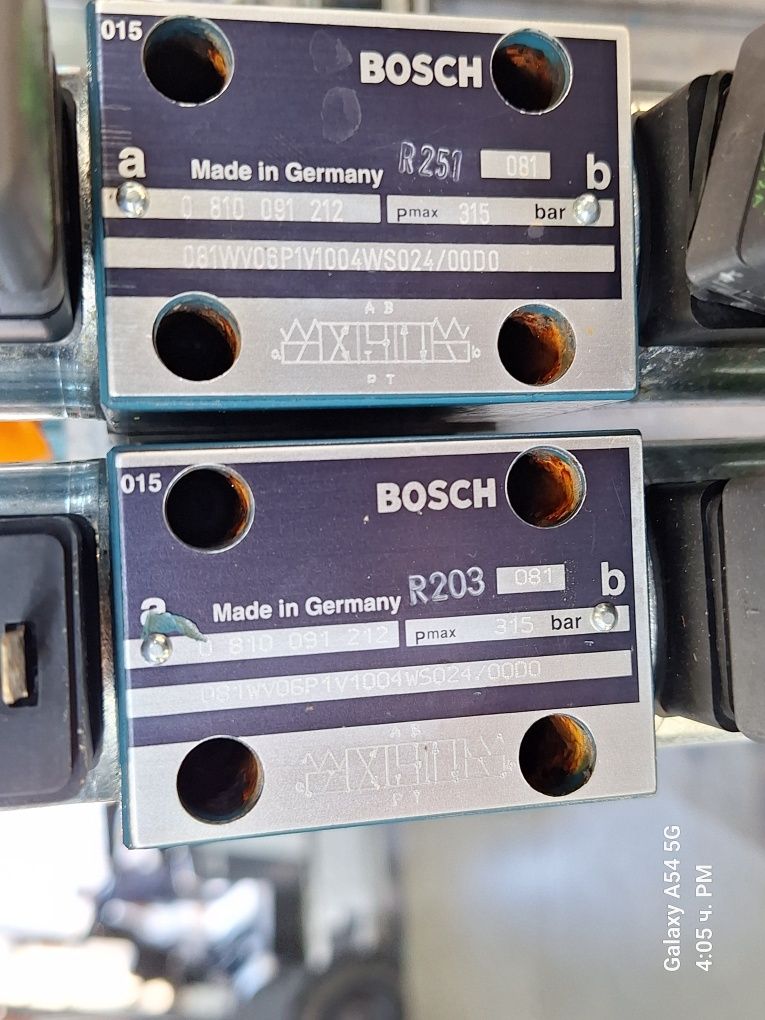 015
BOSCH
a Made in Germany R251 081 b
0 810 091 212 pmax 315 bar
081WV06P1V1004WS024/00D0
A B
a b
P T
015
BOSCH
a Made in Germany R203 081 b
0 810 091 212 pmax 315 bar
081WV06P1V1004WS024/00D0
A B
P T
Galaxy A54 5G
4:05 ч. PM